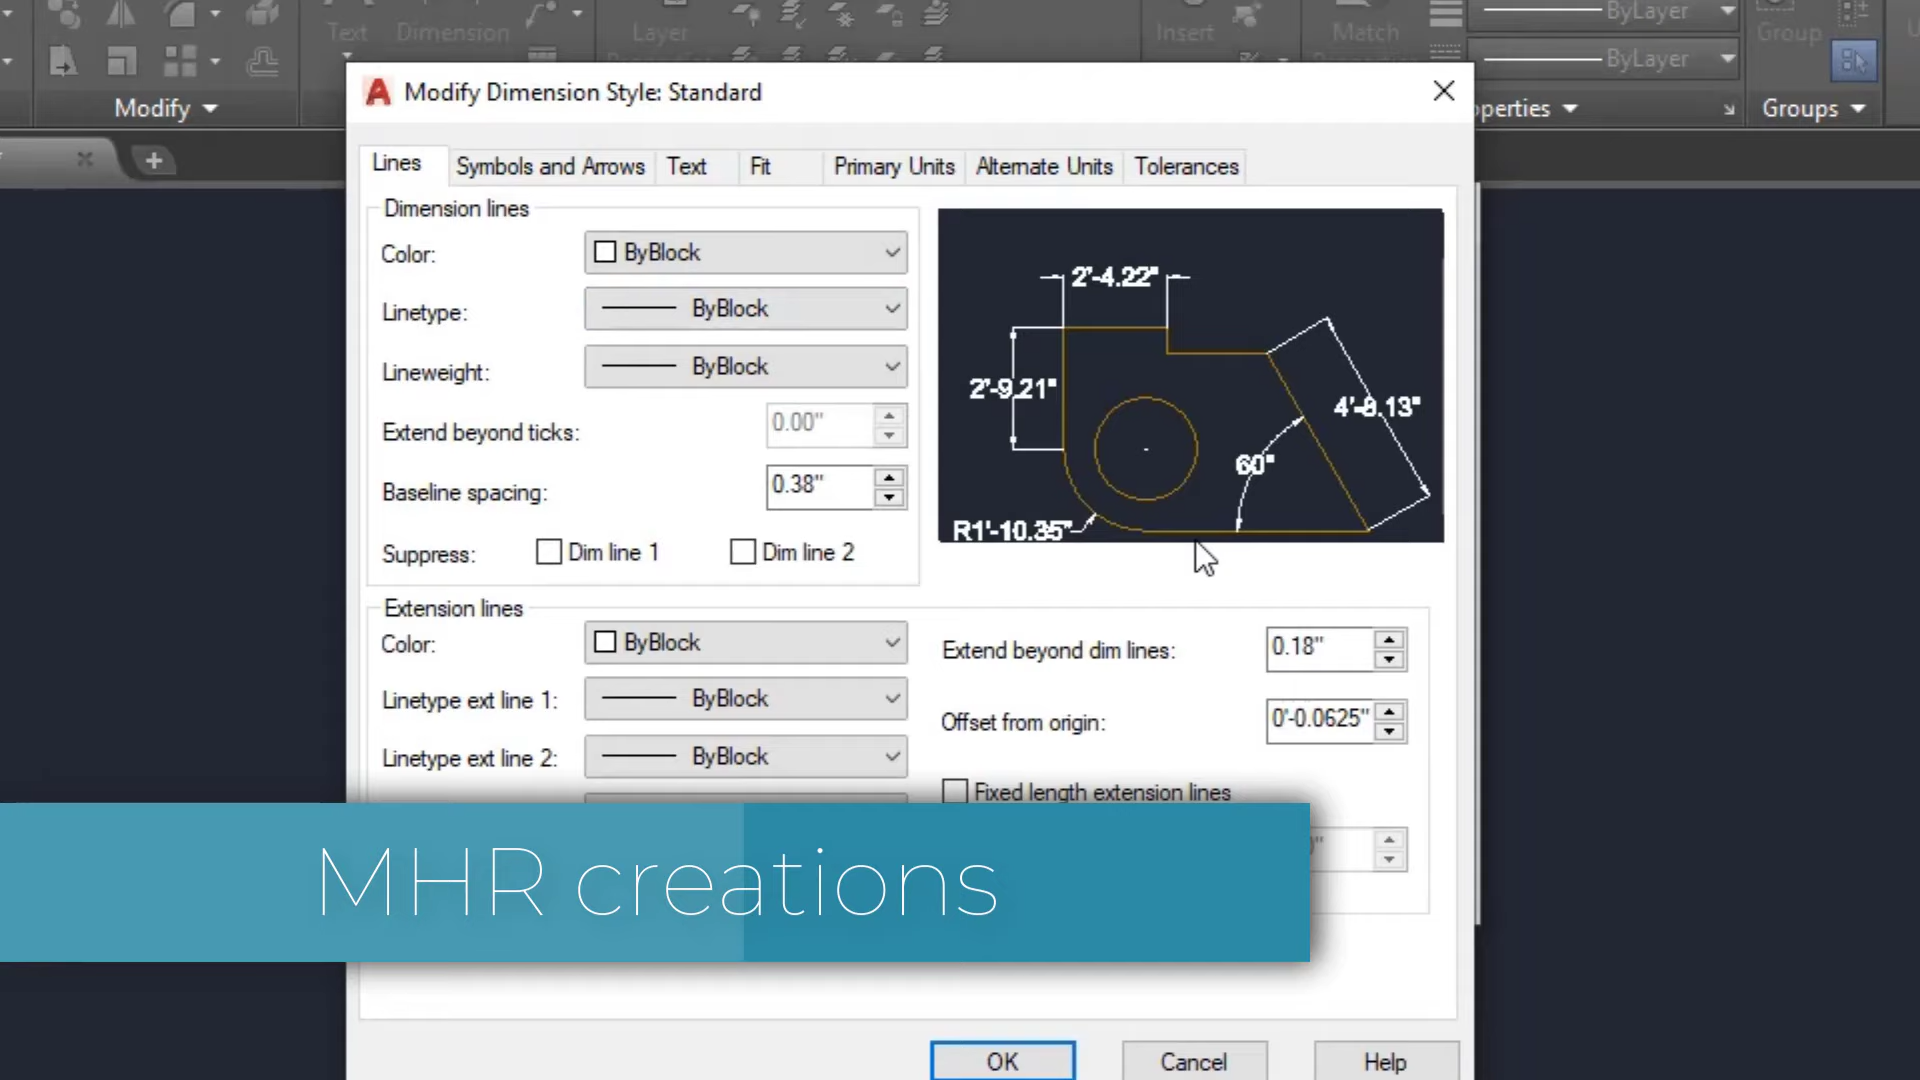 Text
Dimension
Layer
Insert
Match
ByLayer
ByLayer
Group
Modify
Groups
Modify Dimension Style: Standard
Lines
Symbols and Arrows
Text
Fit
Primary Units
Alternate Units
Tolerances
Dimension lines
Color:
ByBlock
Linetype:
ByBlock
Lineweight:
ByBlock
Extend beyond ticks:
0.00"
Baseline spacing:
0.38"
Suppress:
Dim line 1
Dim line 2
2'-4.22"
2'-9.21"
60°
R1'-10.35"
Extension lines
Color:
ByBlock
Linetype ext line 1:
ByBlock
Linetype ext line 2:
ByBlock
Extend beyond dim lines:
0.18"
Offset from origin:
0'-0.0625"
Fixed length extension lines
MHR creations
OK
Cancel
Help